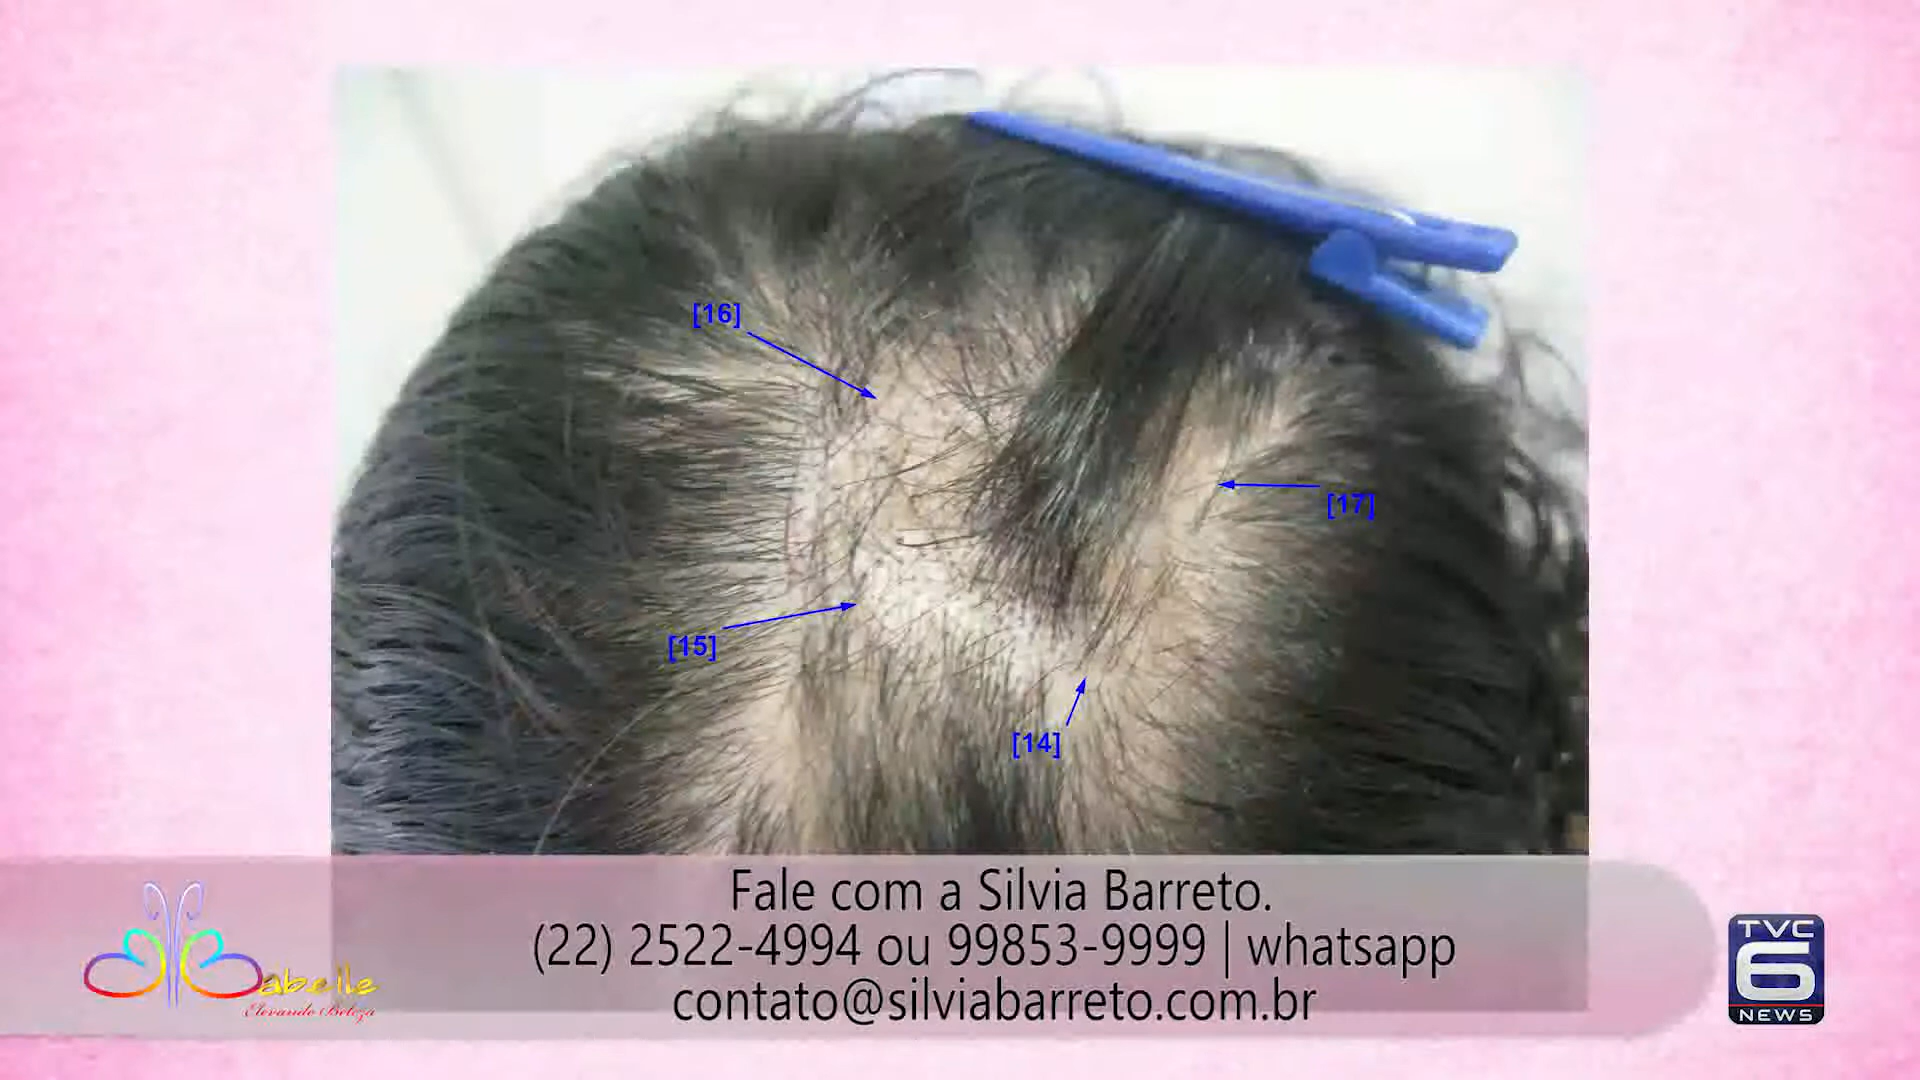 [16]
[17]
[15]
[14]
Fale com a Silvia Barreto.
(22) 2522-4994 ou 99853-9999 | whatsapp
contato@silviabarreto.com.br
abelle
Elevando Beleza
TVC
6
NEWS